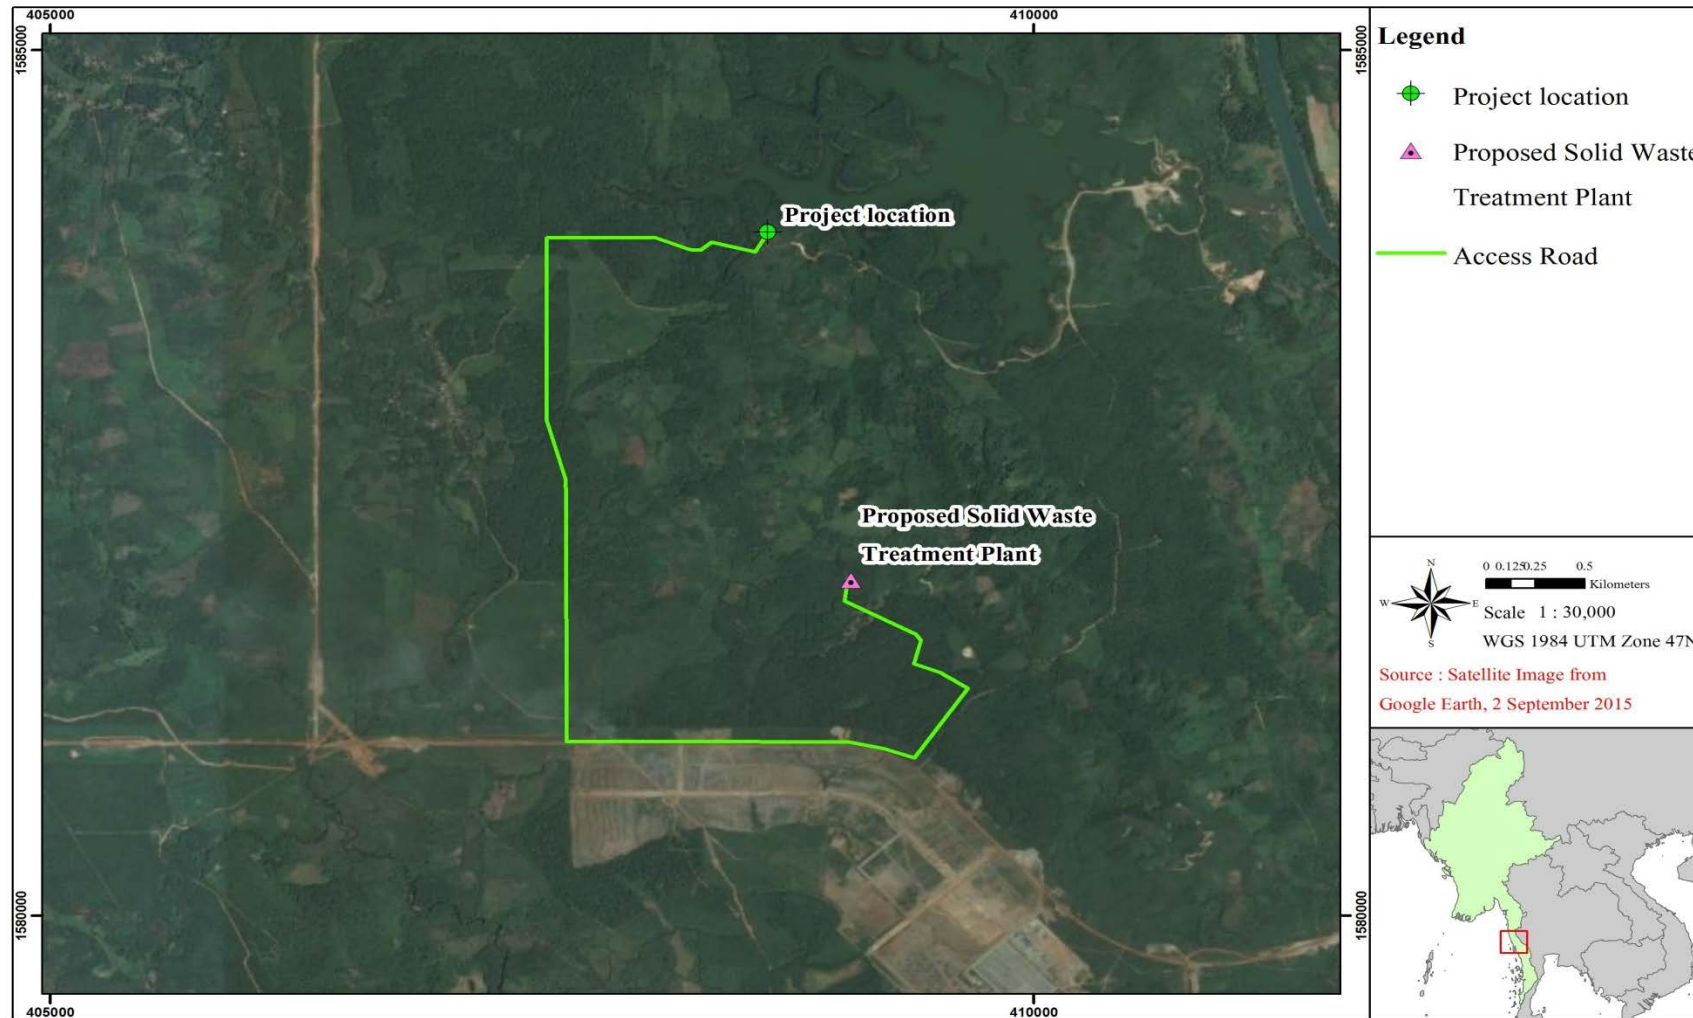 405000
410000
1585000
1585000
Project location
Proposed Solid Waste
Treatment Plant
1580000
1580000
405000
410000
Legend
Project location
Proposed Solid Waste
Treatment Plant
Access Road
N
W
E
S
0 0.125 0.25 0.5
Kilometers
Scale 1 : 30,000
WGS 1984 UTM Zone 47N
Source : Satellite Image from
Google Earth, 2 September 2015